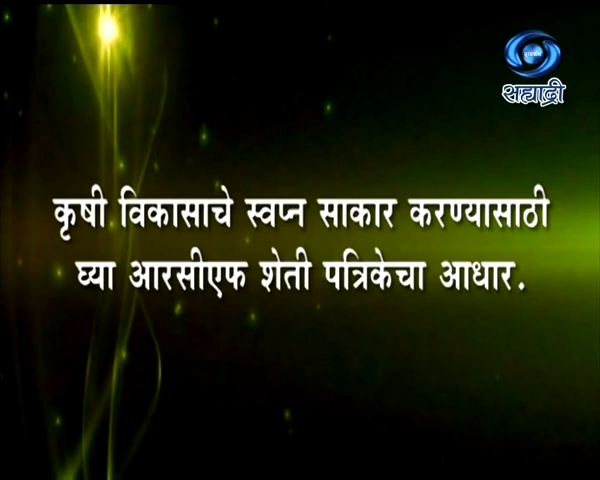 सह्याद्री
कृषी विकासाचे स्वप्न साकार करण्यासाठी
घ्या आरसीएफ शेती पत्रिकेचा आधार.